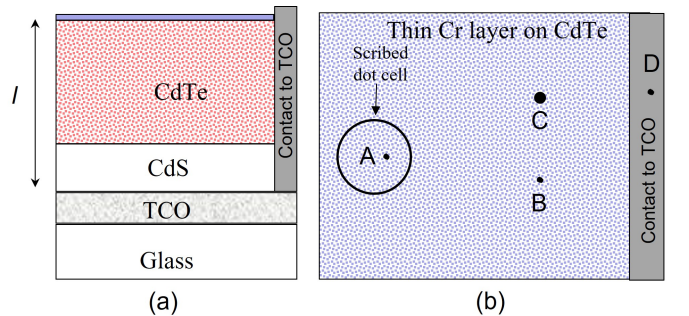 l
CdTe
CdS
TCO
Glass
Contact to TCO
(a)
Thin Cr layer on CdTe
Scribed
dot cell
A
C
B
D
Contact to TCO
(b)